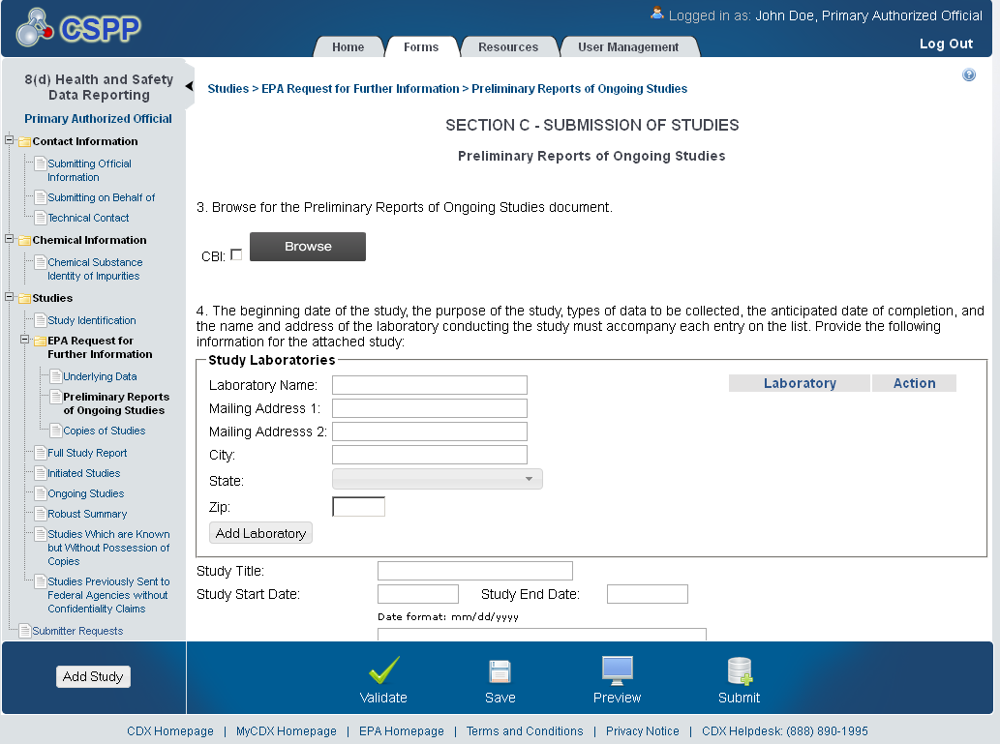 CSPP
Logged in as: John Doe, Primary Authorized Official
Home
Forms
Resources
User Management
Log Out
8(d) Health and Safety
Data Reporting
Primary Authorized Official
Contact Information
Submitting Official
Information
Submitting on Behalf of
Technical Contact
Chemical Information
Chemical Substance
Identity of Impurities
Studies
Study Identification
EPA Request for
Further Information
Underlying Data
Preliminary Reports
of Ongoing Studies
Copies of Studies
Full Study Report
Initiated Studies
Ongoing Studies
Robust Summary
Studies Which are Known
but Without Possession of
Copies
Studies Previously Sent to
Federal Agencies without
Confidentiality Claims
Submitter Requests
Studies > EPA Request for Further Information > Preliminary Reports of Ongoing Studies
SECTION C - SUBMISSION OF STUDIES
Preliminary Reports of Ongoing Studies
3. Browse for the Preliminary Reports of Ongoing Studies document.
CBI:
Browse
4. The beginning date of the study, the purpose of the study, types of data to be collected, the anticipated date of completion, and
the name and address of the laboratory conducting the study must accompany each entry on the list. Provide the following
information for the attached study:
Study Laboratories
Laboratory Name:
Laboratory
Action
Mailing Address 1:
Mailing Addresss 2:
City:
State:
Zip:
Add Laboratory
Study Title:
Study Start Date:
Study End Date:
Date format: mm/dd/yyyy
Add Study
Validate
Save
Preview
Submit
CDX Homepage | MyCDX Homepage | EPA Homepage | Terms and Conditions | Privacy Notice | CDX Helpdesk: (888) 890-1995